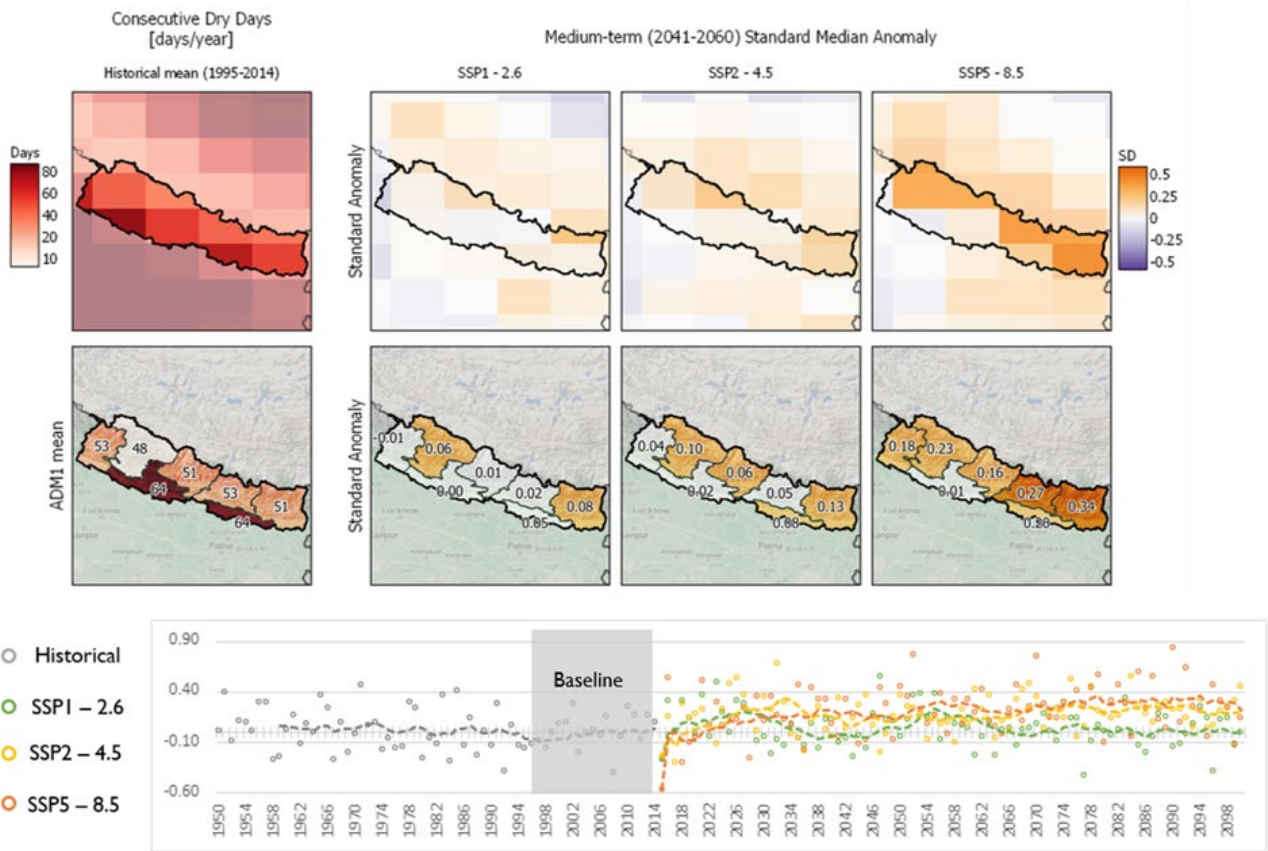 Consecutive Dry Days
[days/year]
Medium-term (2041-2060) Standard Median Anomaly
Historical mean (1995-2014)
SSP1 - 2.6
SSP2 - 4.5
SSP5 - 8.5
Days
80
60
40
20
10
Standard Anomaly
SD
0.5
0.25
0
-0.25
-0.5
ADM1 mean
53
48
51
64
53
51
64
Standard Anomaly
-0.01
0.06
0.01
0.00
0.02
0.08
0.05
Patna
0.04
0.10
0.06
0.02
0.05
0.13
0.08
Patna
0.18
0.23
0.16
0.01
0.27
0.34
Patna
Historical
SSP1 – 2.6
SSP2 – 4.5
SSP5 – 8.5
0.90
0.40
-0.10
-0.60
Baseline
1950 1954 1958 1962 1966 1970 1974 1978 1982 1986 1990 1994 1998 2002 2006 2010 2014 2018 2022 2026 2030 2034 2038 2042 2046 2050 2054 2058 2062 2066 2070 2074 2078 2082 2086 2090 2094 2098